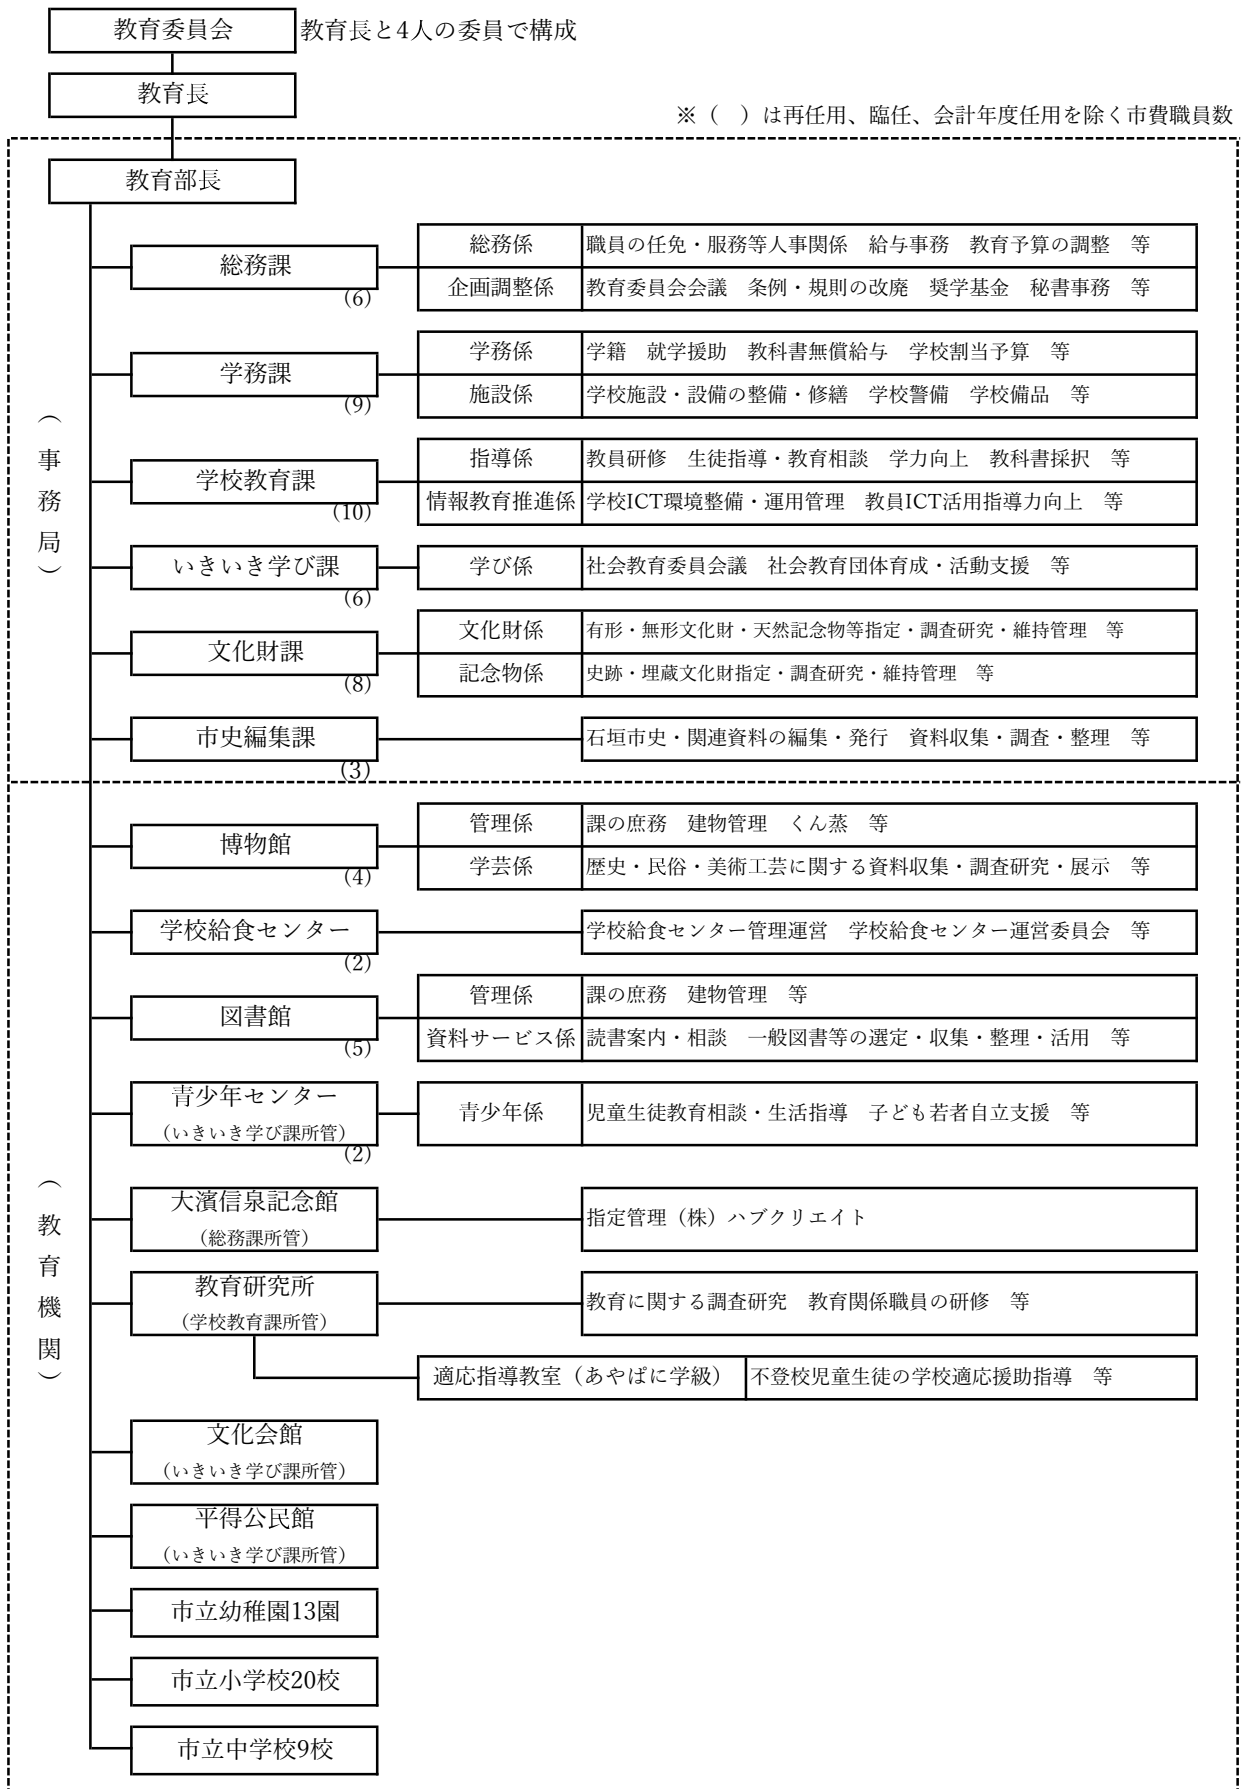 教育委員会 教育長と4人の委員で構成
教育長
※（　）は再任用、臨任、会計年度任用を除く市費職員数
教育部長
（事務局）
総務課
(6)
総務係 職員の任免・服務等人事関係　給与事務　教育予算の調整　等
企画調整係 教育委員会会議　条例・規則の改廃　奨学基金　秘書事務　等
学務課
(9)
学務係 学籍　就学援助　教科書無償給与　学校割当予算　等
施設係 学校施設・設備の整備・修繕　学校警備　学校備品　等
学校教育課
(10)
指導係 教員研修　生徒指導・教育相談　学力向上　教科書採択　等
情報教育推進係 学校ICT環境整備・運用管理　教員ICT活用指導力向上　等
いきいき学び課
(6)
学び係 社会教育委員会議　社会教育団体育成・活動支援　等
文化財課
(8)
文化財係 有形・無形文化財・天然記念物等指定・調査研究・維持管理　等
記念物係 史跡・埋蔵文化財指定・調査研究・維持管理　等
市史編集課
(3)
石垣市史・関連資料の編集・発行　資料収集・調査・整理　等
（教育機関）
博物館
(4)
管理係 課の庶務　建物管理　くん蒸　等
学芸係 歴史・民俗・美術工芸に関する資料収集・調査研究・展示　等
学校給食センター
(2)
学校給食センター管理運営　学校給食センター運営委員会　等
図書館
(5)
管理係 課の庶務　建物管理　等
資料サービス係 読書案内・相談　一般図書等の選定・収集・整理・活用　等
青少年センター
（いきいき学び課所管）
(2)
青少年係 児童生徒教育相談・生活指導　子ども若者自立支援　等
大濱信泉記念館
（総務課所管）
指定管理（株）ハブクリエイト
教育研究所
（学校教育課所管）
教育に関する調査研究　教育関係職員の研修　等
適応指導教室（あやぱに学級） 不登校児童生徒の学校適応援助指導　等
文化会館
（いきいき学び課所管）
平得公民館
（いきいき学び課所管）
市立幼稚園13園
市立小学校20校
市立中学校9校